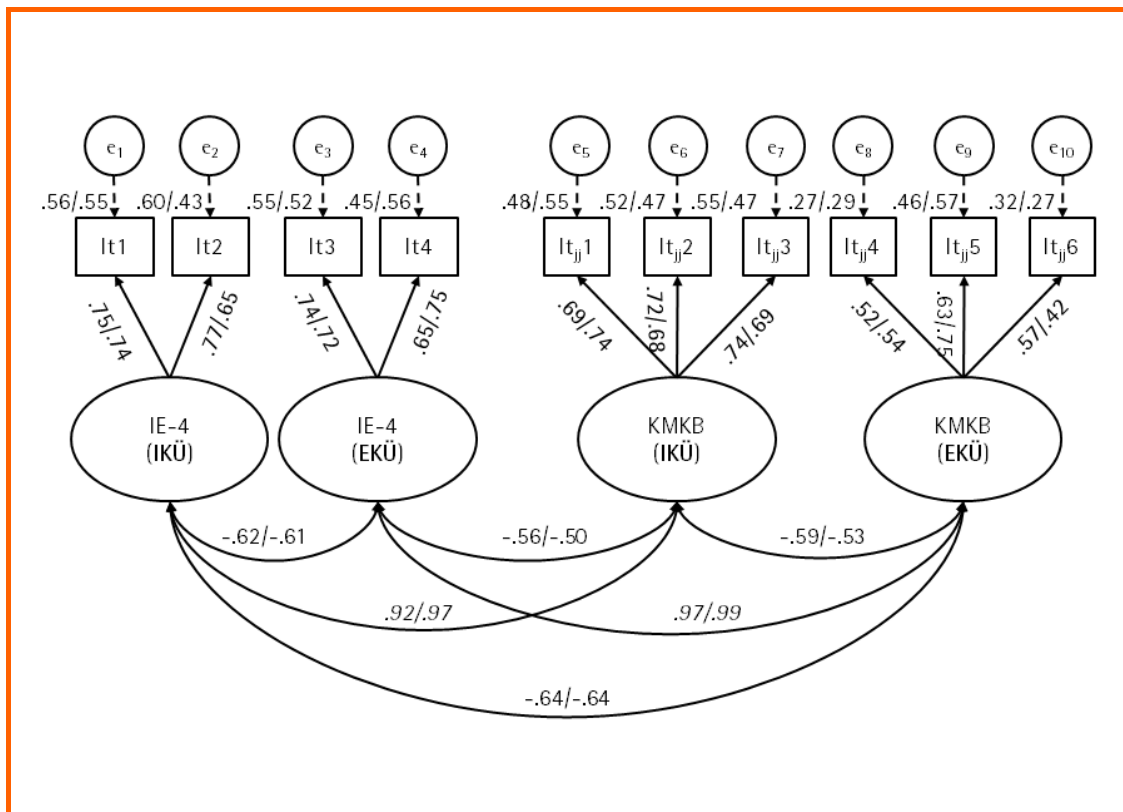 e1 e2 e3 e4 e5 e6 e7 e8 e9 e10
.56/.55 .60/.43 .55/.52 .45/.56 .48/.55 .52/.47 .55/.47 .27/.29 .46/.57 .32/.27
It1 It2 It3 It4 Itjj1 Itjj2 Itjj3 Itjj4 Itjj5 Itjj6
.75/.74 .77/.65 .74/.72 .65/.75 .69/.74 .72/.68 .74/.69 .52/.54 .63/.75 .57/.42
IE-4 IE-4 KMKB KMKB
(IKÜ) (EKÜ) (IKÜ) (EKÜ)
-.62/-.61 -.56/-.50 -.59/-.53
.92/.97 .97/.99
-.64/-.64